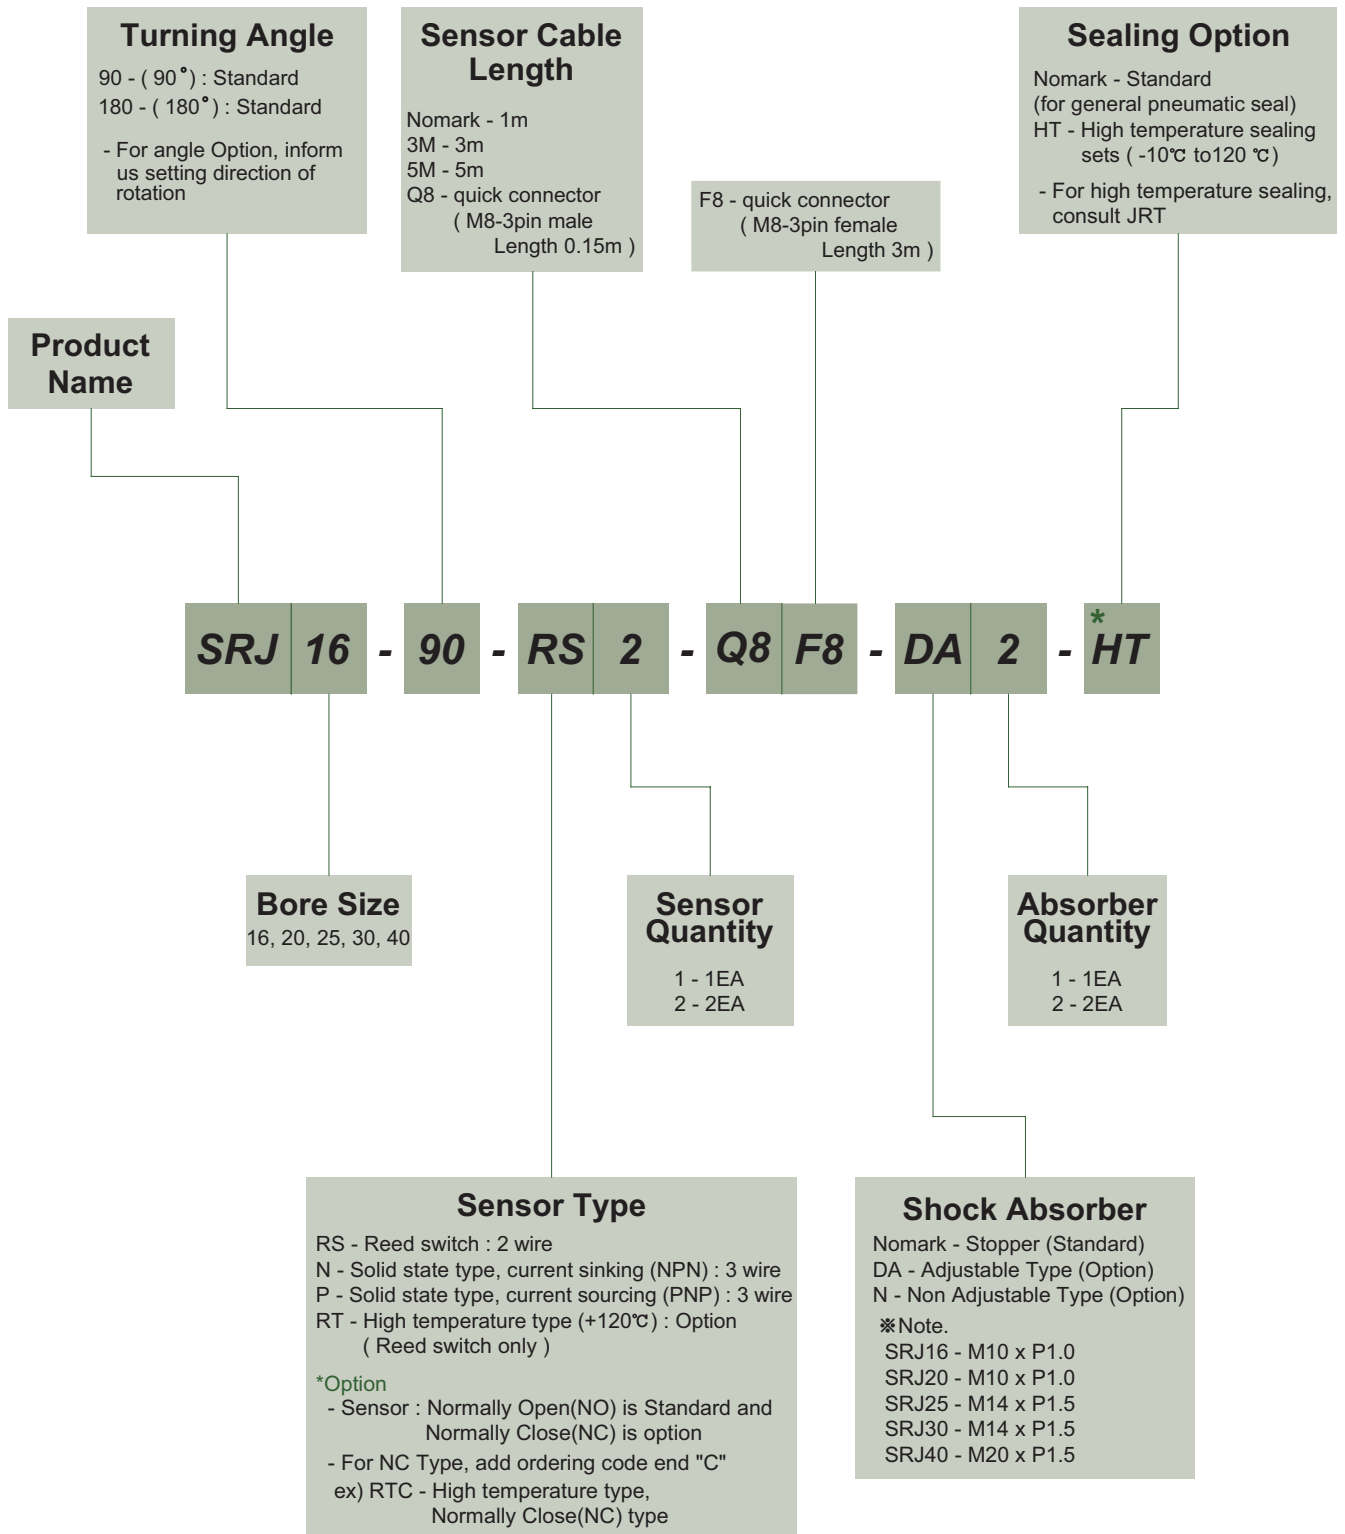 Turning Angle
90 - ( 90° ) : Standard
180 - ( 180° ) : Standard
- For angle Option, inform
us setting direction of
rotation
Sensor Cable
Length
Nomark - 1m
3M - 3m
5M - 5m
Q8 - quick connector
( M8-3pin male
Length 0.15m )
F8 - quick connector
( M8-3pin female
Length 3m )
Sealing Option
Nomark - Standard
(for general pneumatic seal)
HT - High temperature sealing
sets ( -10℃ to120 ℃)
- For high temperature sealing,
consult JRT
Product
Name
SRJ 16 - 90 - RS 2 - Q8 F8 - DA 2 - *HT
Bore Size
16, 20, 25, 30, 40
Sensor
Quantity
1 - 1EA
2 - 2EA
Absorber
Quantity
1 - 1EA
2 - 2EA
Sensor Type
RS - Reed switch : 2 wire
N - Solid state type, current sinking (NPN) : 3 wire
P - Solid state type, current sourcing (PNP) : 3 wire
RT - High temperature type (+120℃) : Option
( Reed switch only )
*Option
- Sensor : Normally Open(NO) is Standard and
Normally Close(NC) is option
- For NC Type, add ordering code end "C"
ex) RTC - High temperature type,
Normally Close(NC) type
Shock Absorber
Nomark - Stopper (Standard)
DA - Adjustable Type (Option)
N - Non Adjustable Type (Option)
※Note.
SRJ16 - M10 x P1.0
SRJ20 - M10 x P1.0
SRJ25 - M14 x P1.5
SRJ30 - M14 x P1.5
SRJ40 - M20 x P1.5